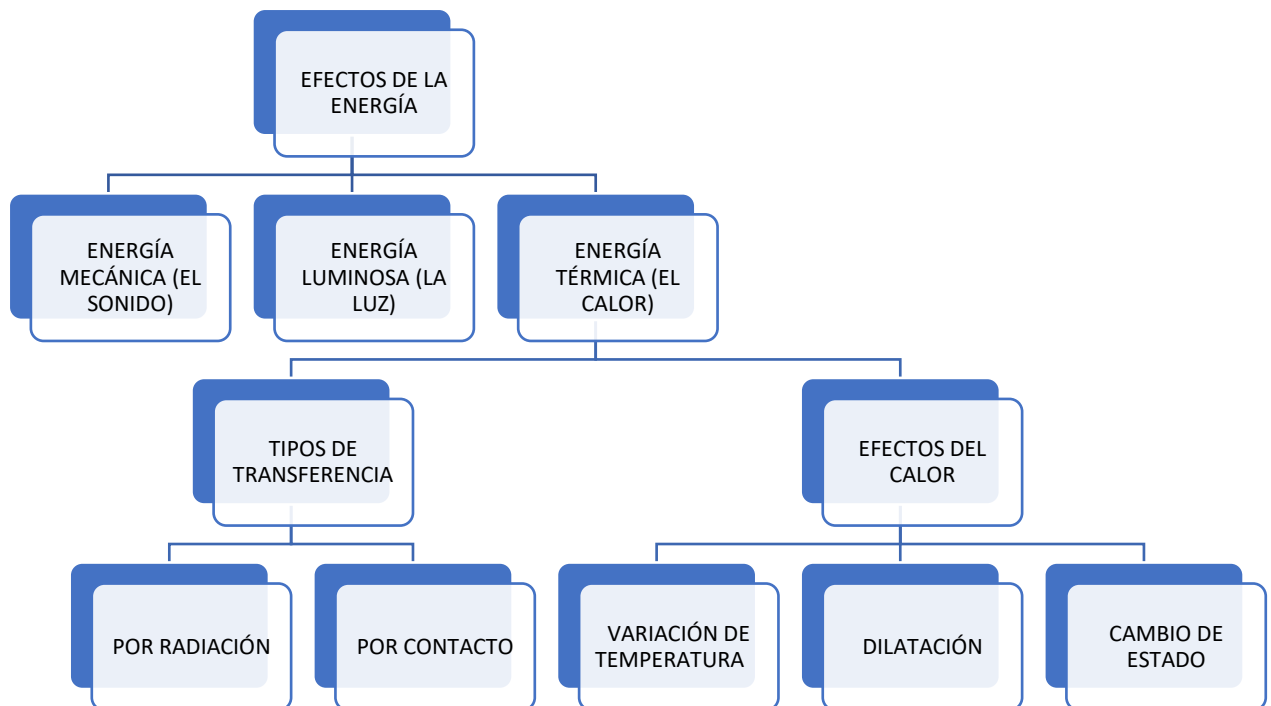 EFECTOS DE LA
ENERGÍA
ENERGÍA
MECÁNICA (EL
SONIDO)
ENERGÍA
LUMINOSA (LA
LUZ)
ENERGÍA
TÉRMICA (EL
CALOR)
TIPOS DE
TRANSFERENCIA
EFECTOS DEL
CALOR
POR RADIACIÓN
POR CONTACTO
VARIACIÓN DE
TEMPERATURA
DILATACIÓN
CAMBIO DE
ESTADO